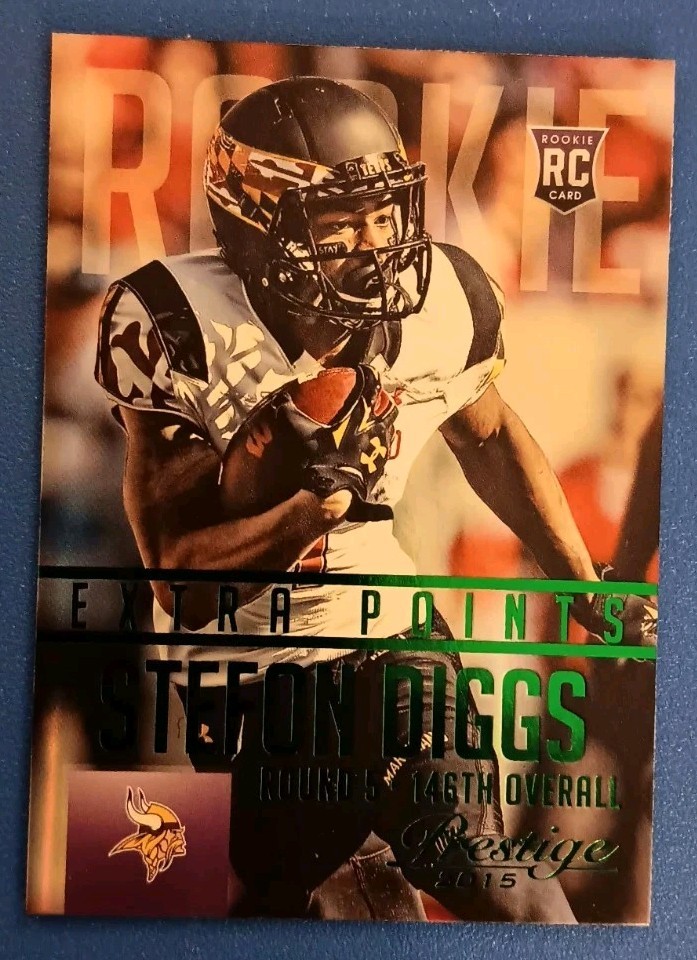 ROOKIE
ROOKIE
RC
CARD
EXTRA POINTS
STEFON DIGGS
ROUND 5 146TH OVERALL
Prestige
2015